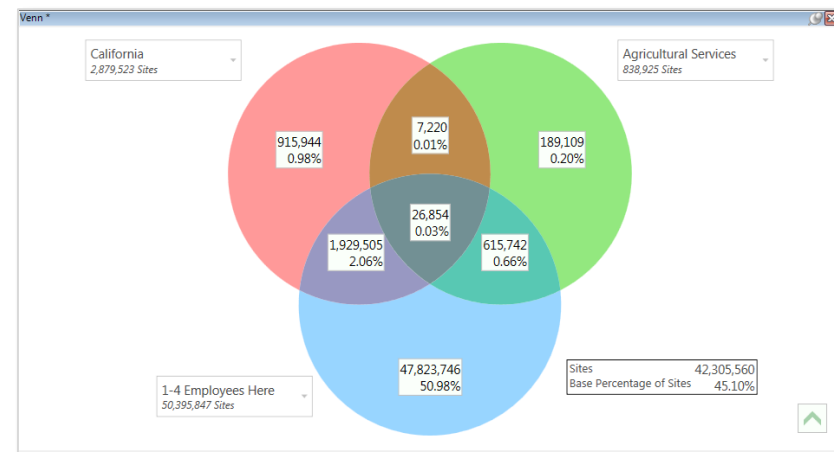 Venn *
California
2,879,523 Sites
Agricultural Services
838,925 Sites
7,220
0.01%
915,944
0.98%
189,109
0.20%
26,854
0.03%
1,929,505
2.06%
615,742
0.66%
47,823,746
50.98%
Sites 42,305,560
Base Percentage of Sites 45.10%
1-4 Employees Here
50,395,847 Sites